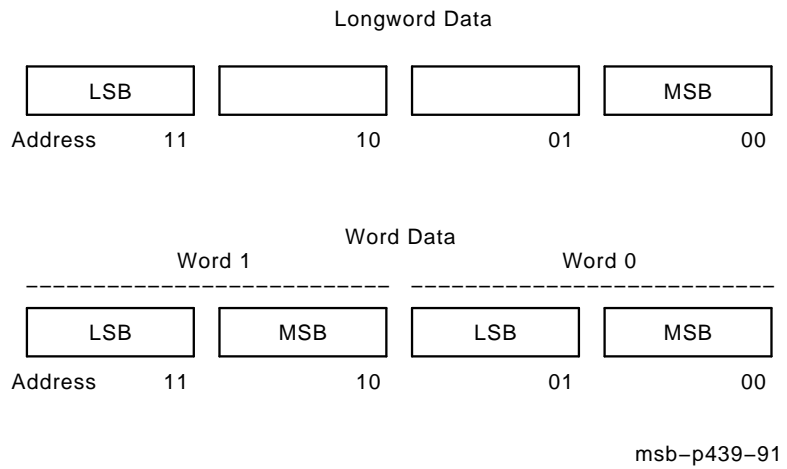 Longword Data
LSB MSB
Address 11 10 01 00
Word Data
Word 1 Word 0
LSB MSB LSB MSB
Address 11 10 01 00
msb−p439−91